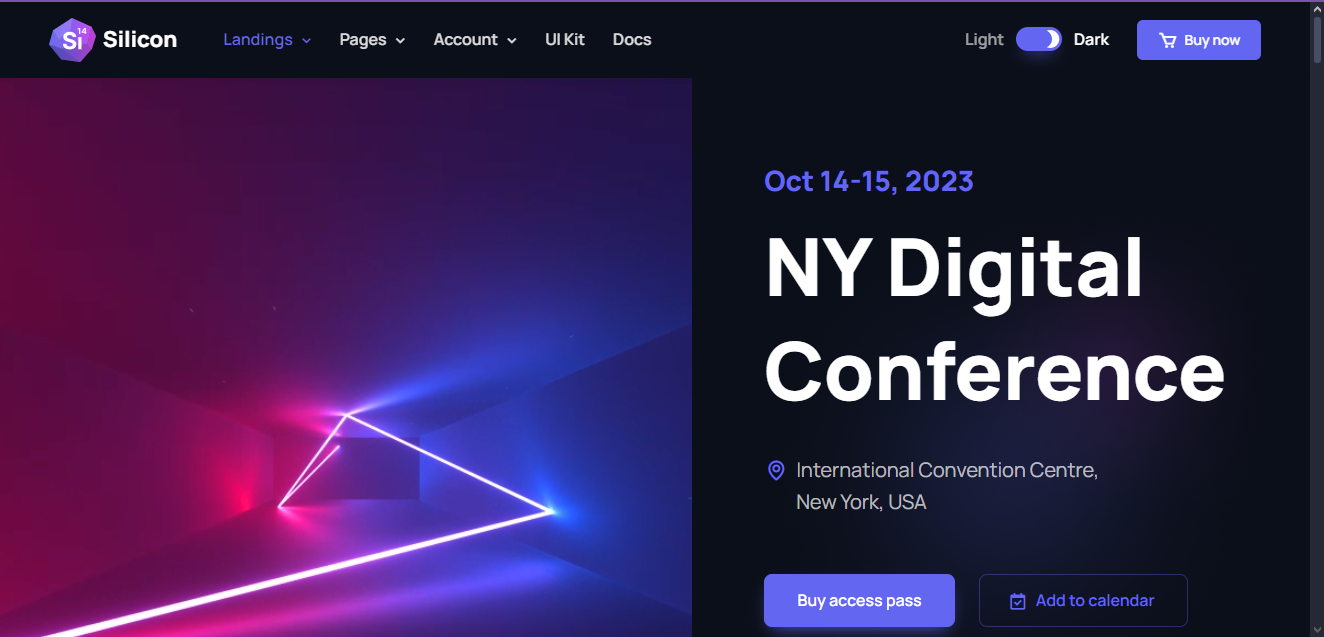 Si 14 Silicon Landings Pages Account UI Kit Docs Light Dark Buy now
Oct 14-15, 2023
NY Digital
Conference
International Convention Centre,
New York, USA
Buy access pass Add to calendar